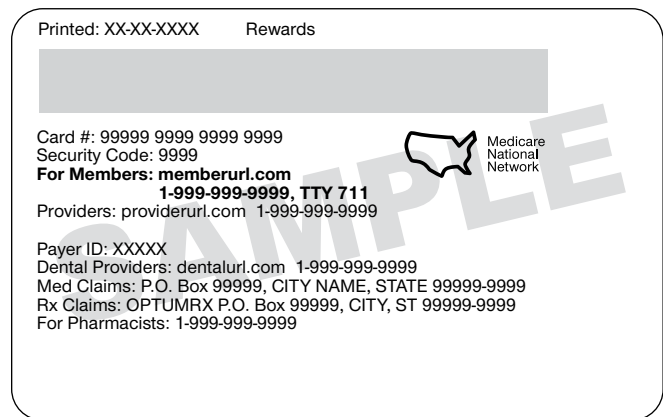 Printed: XX-XX-XXXX Rewards
Card #: 99999 9999 9999 9999
Security Code: 9999
For Members: memberurl.com
1-999-999-9999, TTY 711
Providers: providerurl.com 1-999-999-9999
Medicare
National
Network
Payer ID: XXXXX
Dental Providers: dentalurl.com 1-999-999-9999
Med Claims: P.O. Box 99999, CITY NAME, STATE 99999-9999
Rx Claims: OPTUMRX P.O. Box 99999, CITY, ST 99999-9999
For Pharmacists: 1-999-999-9999
SAMPLE